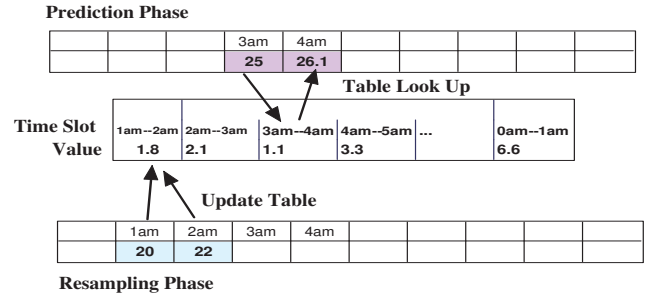 Prediction Phase
3am 4am
25 26.1
Table Look Up
Time Slot 1am--2am 2am--3am 3am--4am 4am--5am ... 0am--1am
Value 1.8 2.1 1.1 3.3 6.6
Update Table
1am 2am 3am 4am
20 22
Resampling Phase